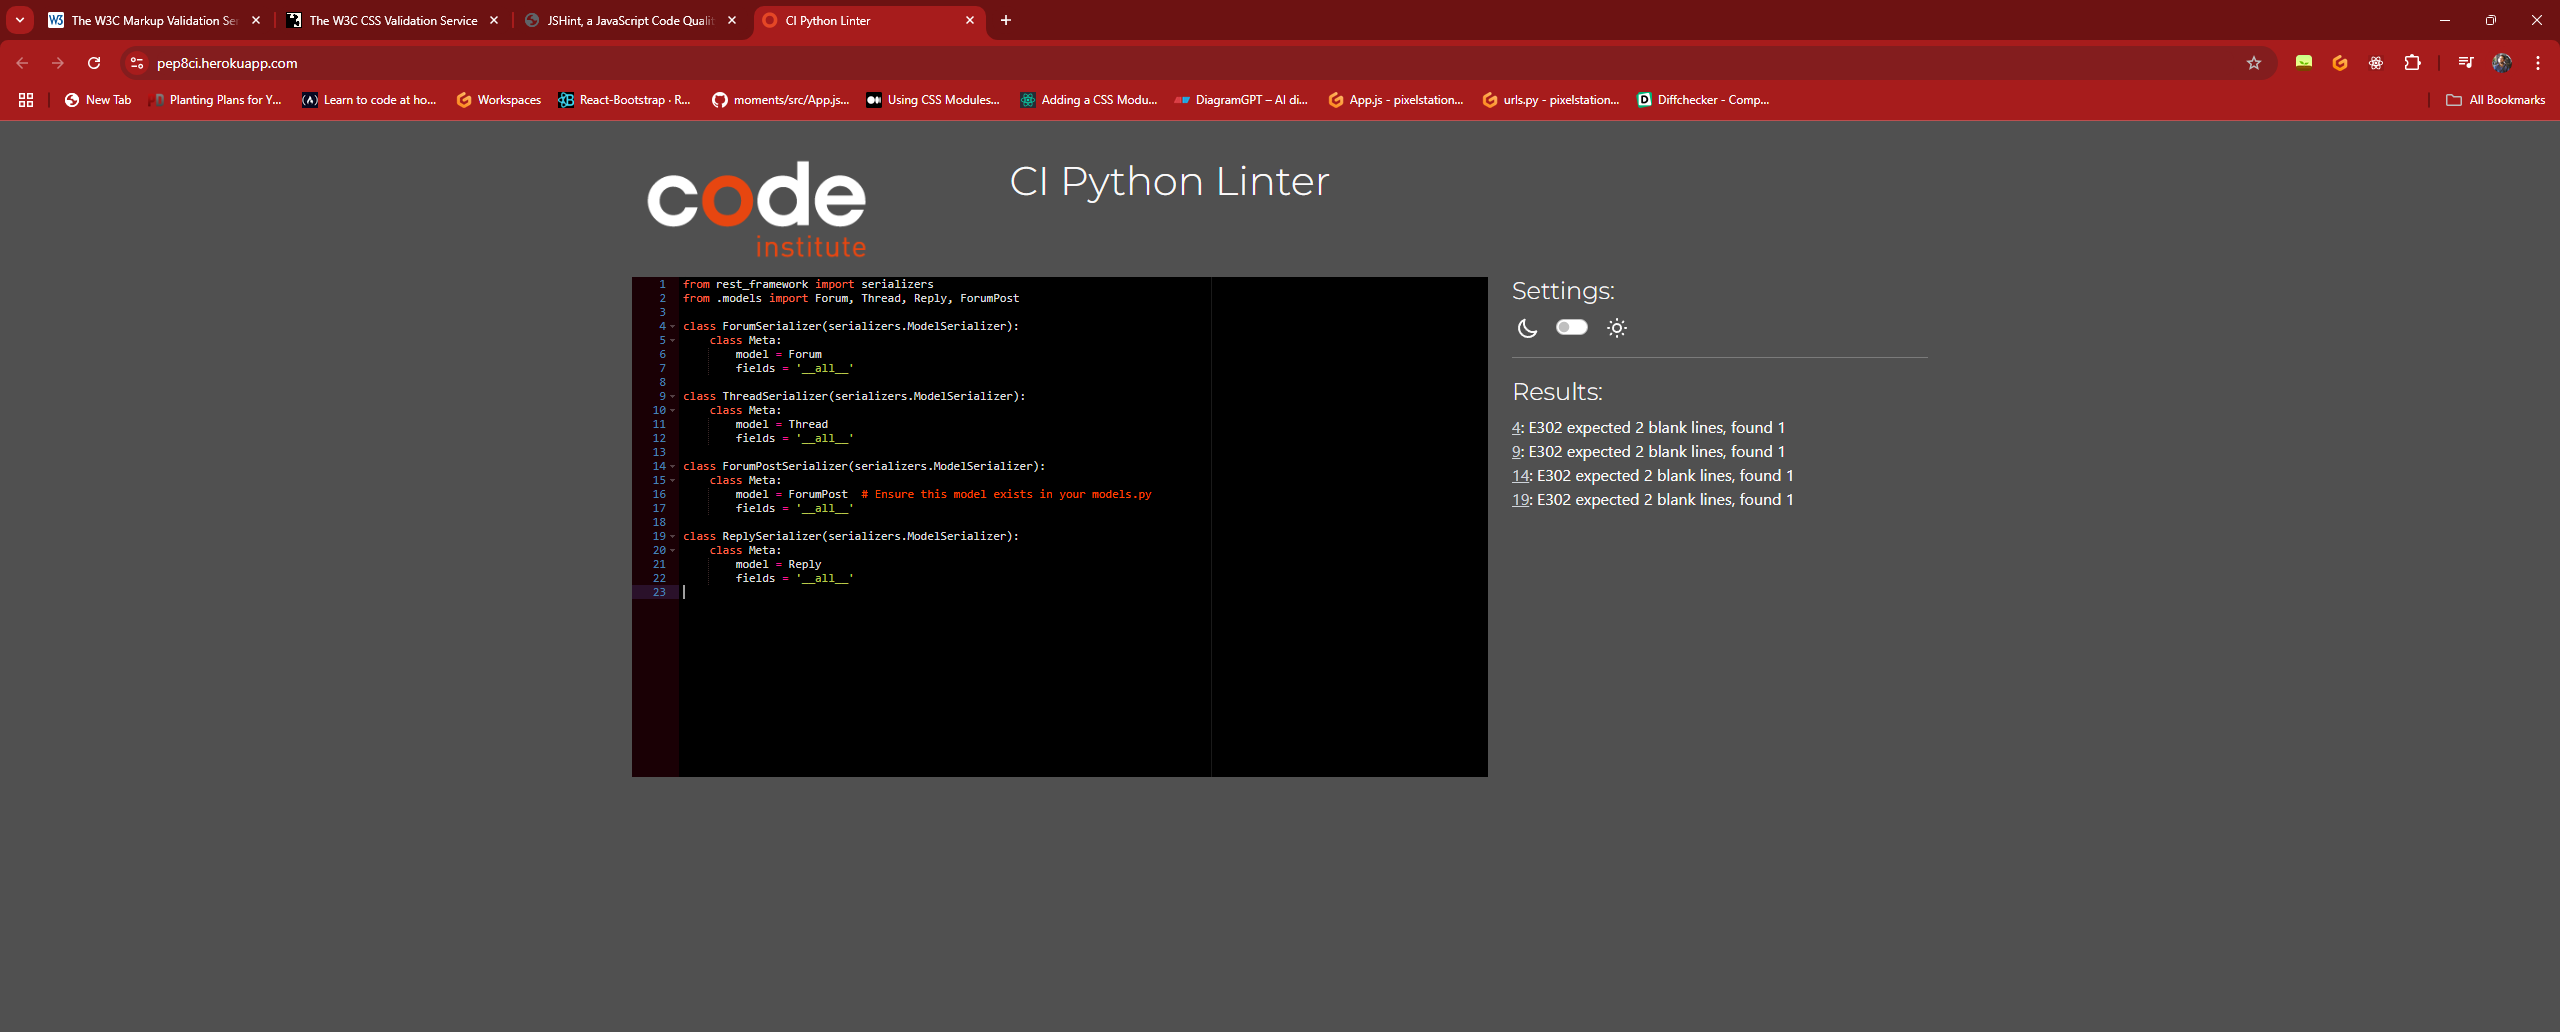 The W3C Markup Validation Se
The W3C CSS Validation Service
JSHint, a JavaScript Code Qualit
CI Python Linter
pep8ci.herokuapp.com
New Tab
Planting Plans for Y...
Learn to code at ho...
Workspaces
React-Bootstrap · R...
moments/src/App.js...
Using CSS Modules...
Adding a CSS Modu...
DiagramGPT – AI di...
App.js - pixelstation...
urls.py - pixelstation...
Diffchecker - Comp...
All Bookmarks
code
institute
CI Python Linter
1 from rest_framework import serializers
2 from .models import Forum, Thread, Reply, ForumPost
3
4 class ForumSerializer(serializers.ModelSerializer):
5     class Meta:
6         model = Forum
7         fields = '__all__'
8
9 class ThreadSerializer(serializers.ModelSerializer):
10     class Meta:
11         model = Thread
12         fields = '__all__'
13
14 class ForumPostSerializer(serializers.ModelSerializer):
15     class Meta:
16         model = ForumPost  # Ensure this model exists in your models.py
17         fields = '__all__'
18
19 class ReplySerializer(serializers.ModelSerializer):
20     class Meta:
21         model = Reply
22         fields = '__all__'
23
Settings:
Results:
4: E302 expected 2 blank lines, found 1
9: E302 expected 2 blank lines, found 1
14: E302 expected 2 blank lines, found 1
19: E302 expected 2 blank lines, found 1